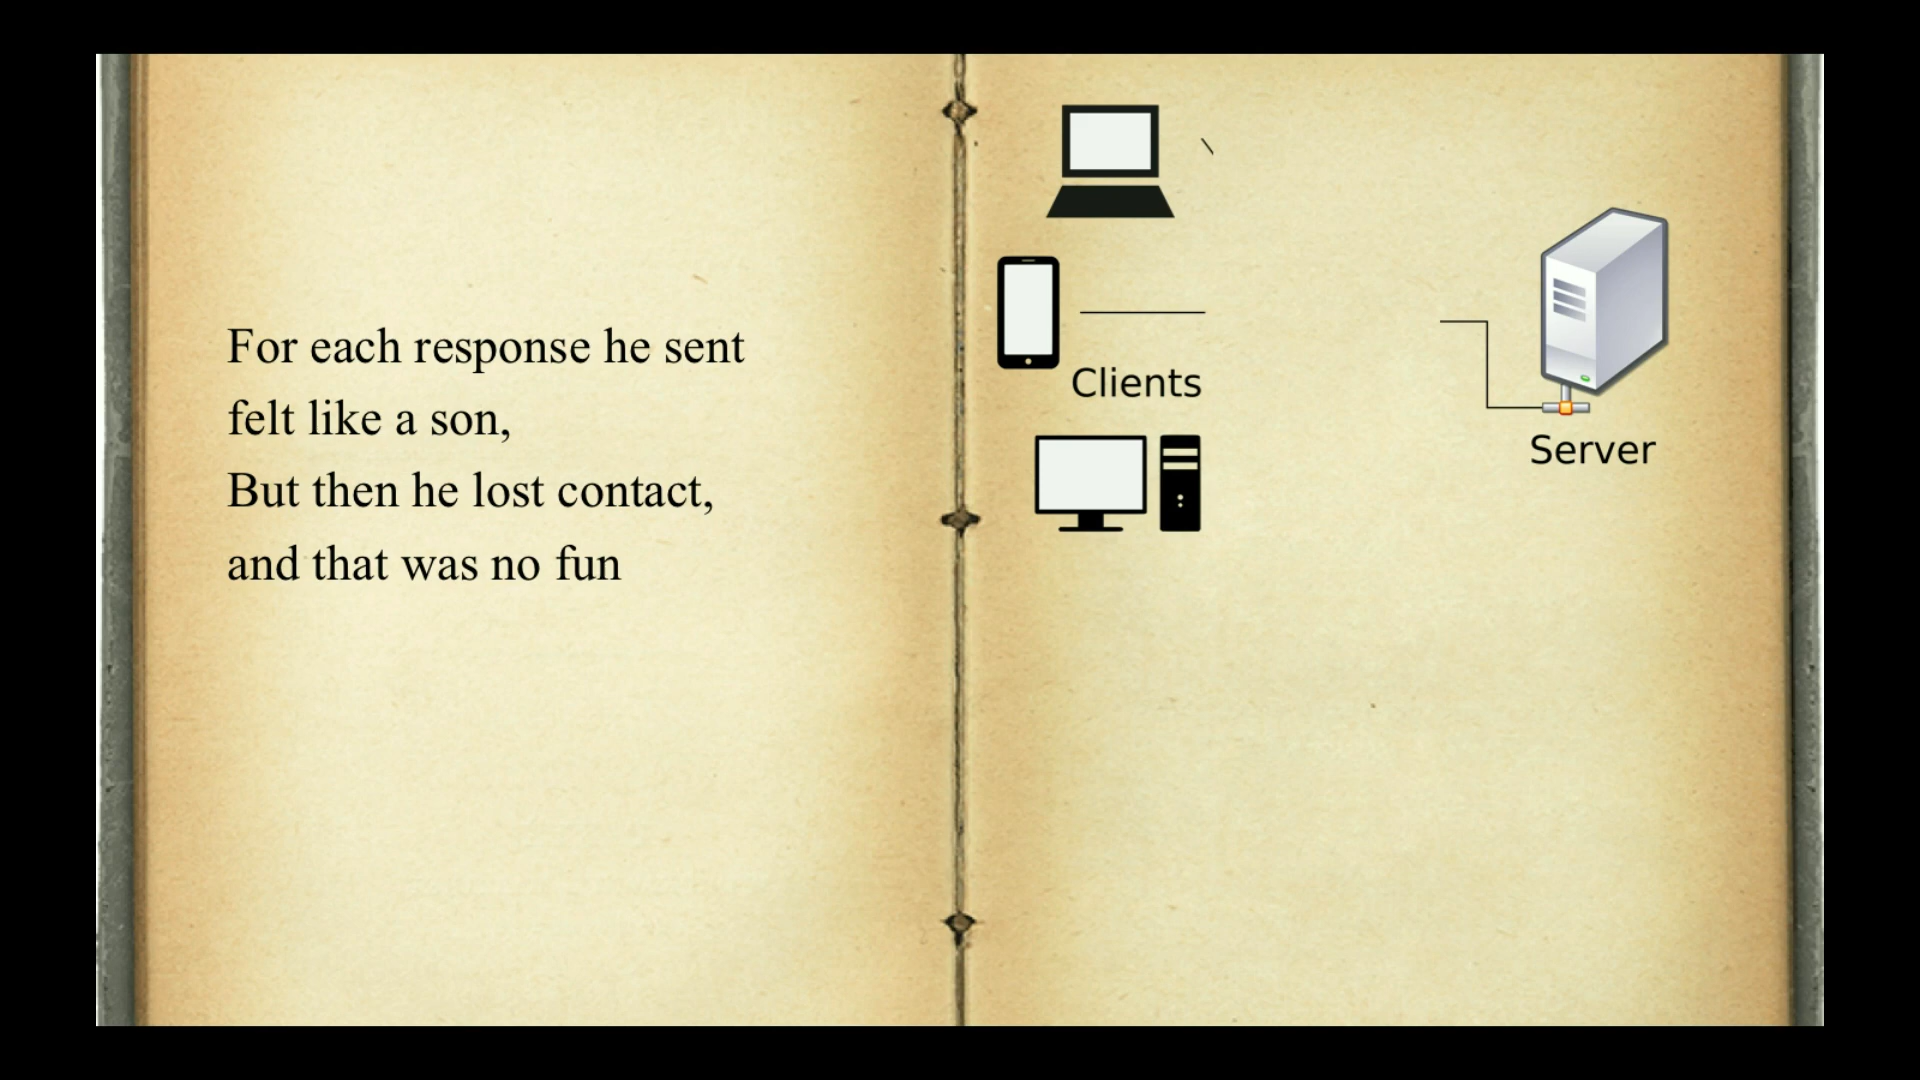 For each response he sent
felt like a son,
But then he lost contact,
and that was no fun
Clients
Server